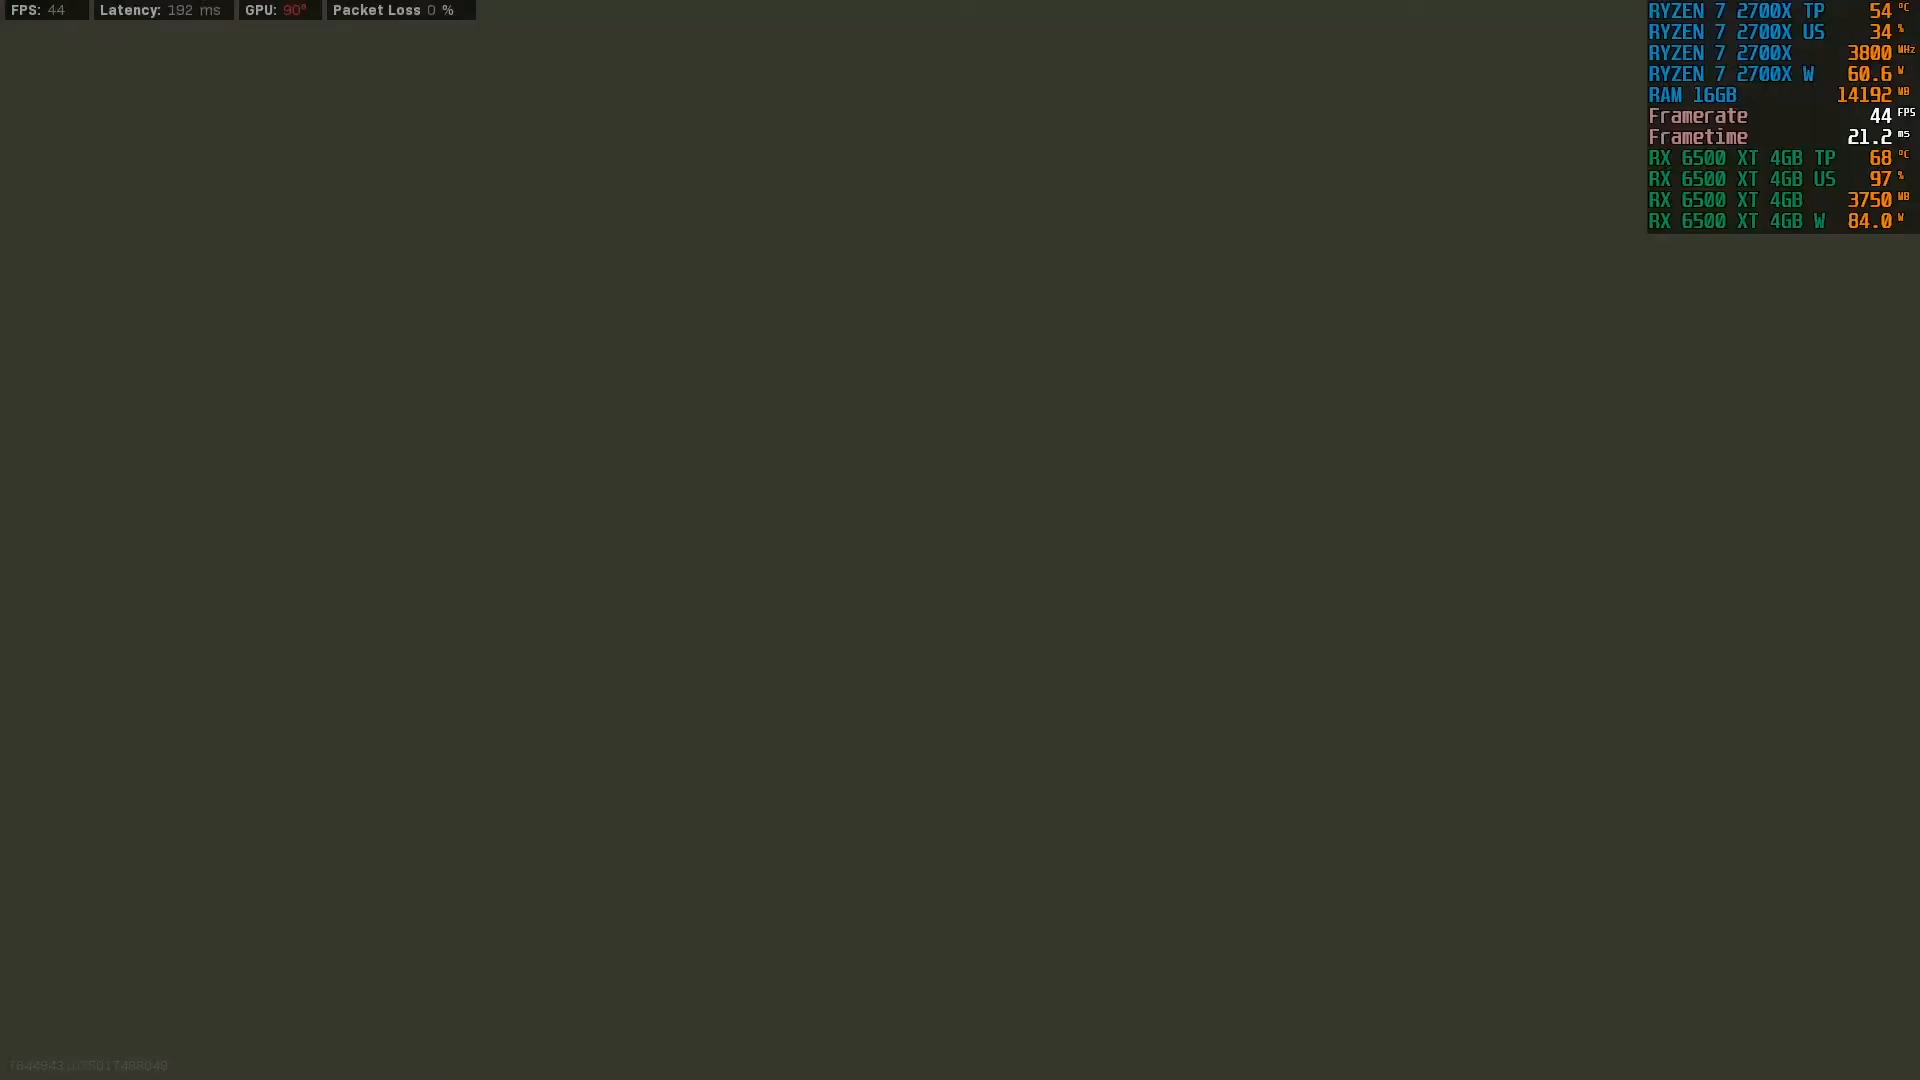 FPS: 44 Latency: 192 ms GPU: 90° Packet Loss 0 %
RYZEN 7 2700X TP 54 °C
RYZEN 7 2700X US 34 %
RYZEN 7 2700X 3800 MHz
RYZEN 7 2700X W 60.6 W
RAM 16GB 14192 MB
Framerate 44 FPS
Frametime 21.2 ms
RX 6500 XT 4GB TP 68 °C
RX 6500 XT 4GB US 97 %
RX 6500 XT 4GB 3750 MB
RX 6500 XT 4GB W 84.0 W